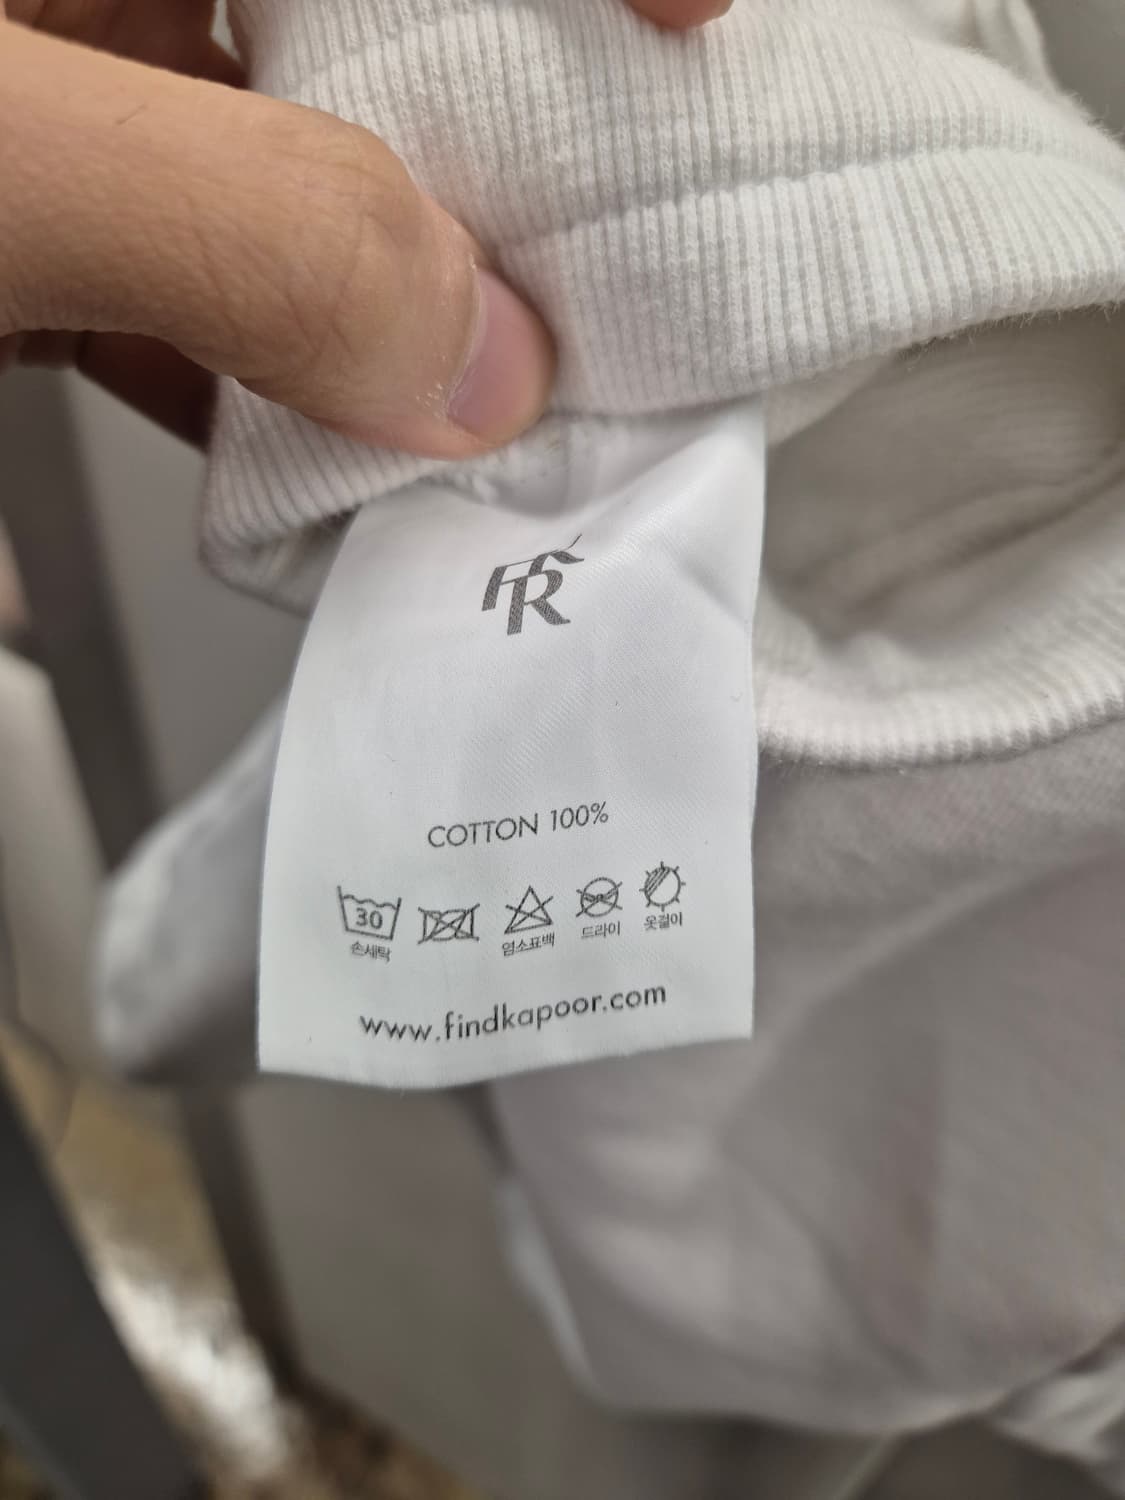 FR
COTTON 100%
30
손세탁 염소표백 드라이 옷걸이
www.findkapoor.com